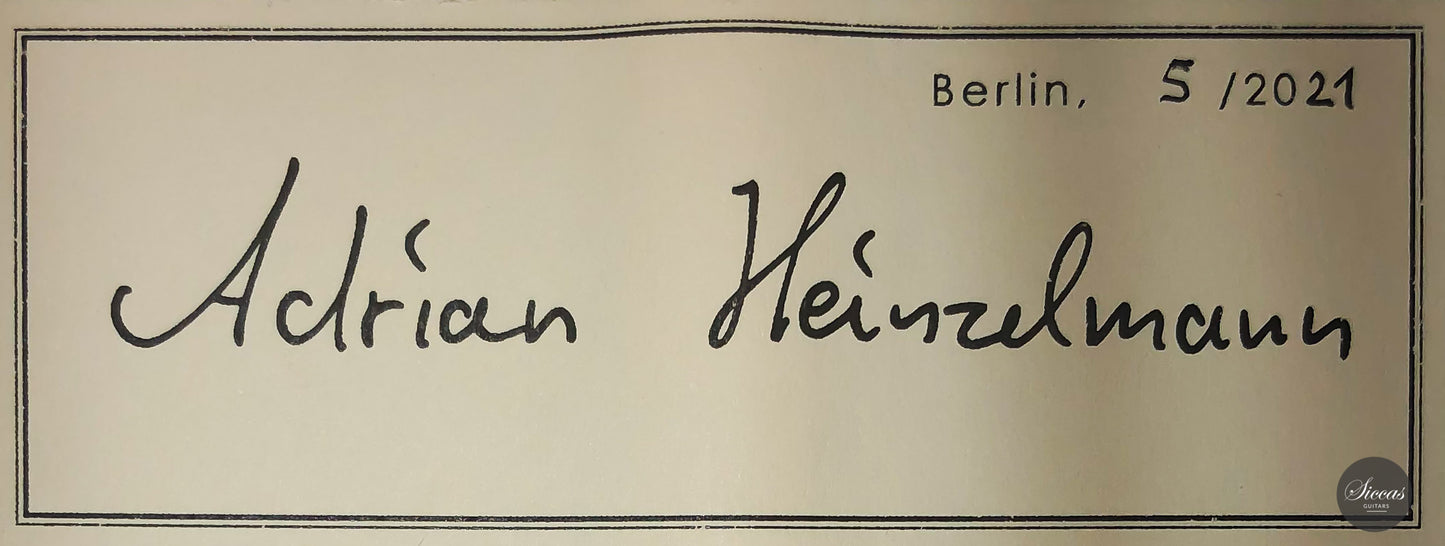 Berlin, 5/2021
Adrian Heinzelmann
Siccas
GUITARS